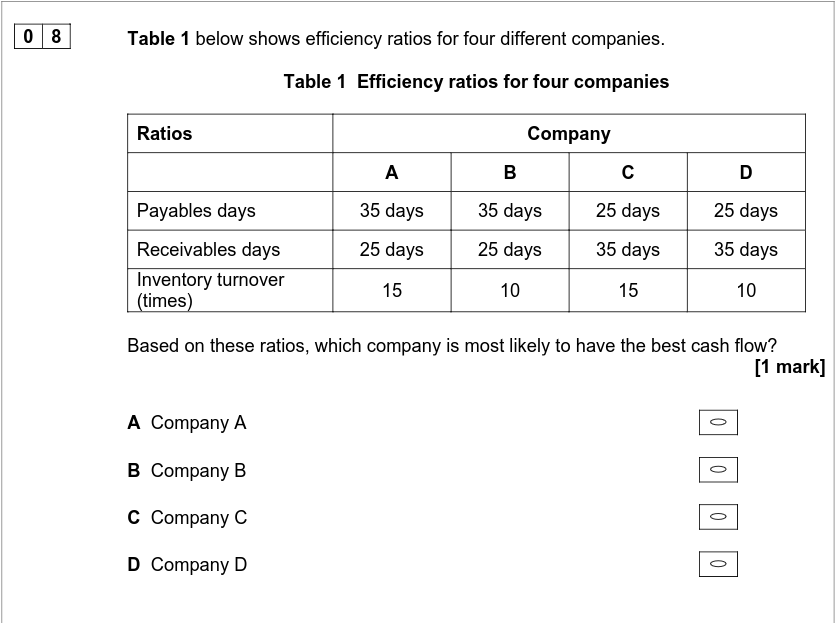 0 8 Table 1 below shows efficiency ratios for four different companies.
Table 1 Efficiency ratios for four companies
Ratios Company
A B C D
Payables days 35 days 35 days 25 days 25 days
Receivables days 25 days 25 days 35 days 35 days
Inventory turnover
(times) 15 10 15 10
Based on these ratios, which company is most likely to have the best cash flow?
[1 mark]
A Company A
B Company B
C Company C
D Company D